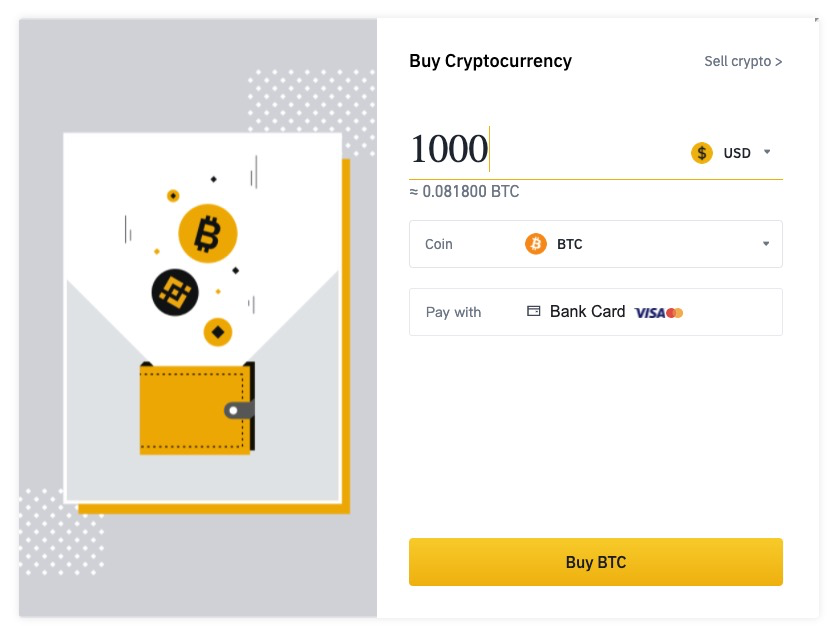 Buy Cryptocurrency
Sell crypto >
1000
$ USD
≈ 0.081800 BTC
Coin BTC
Pay with Bank Card VISA
Buy BTC